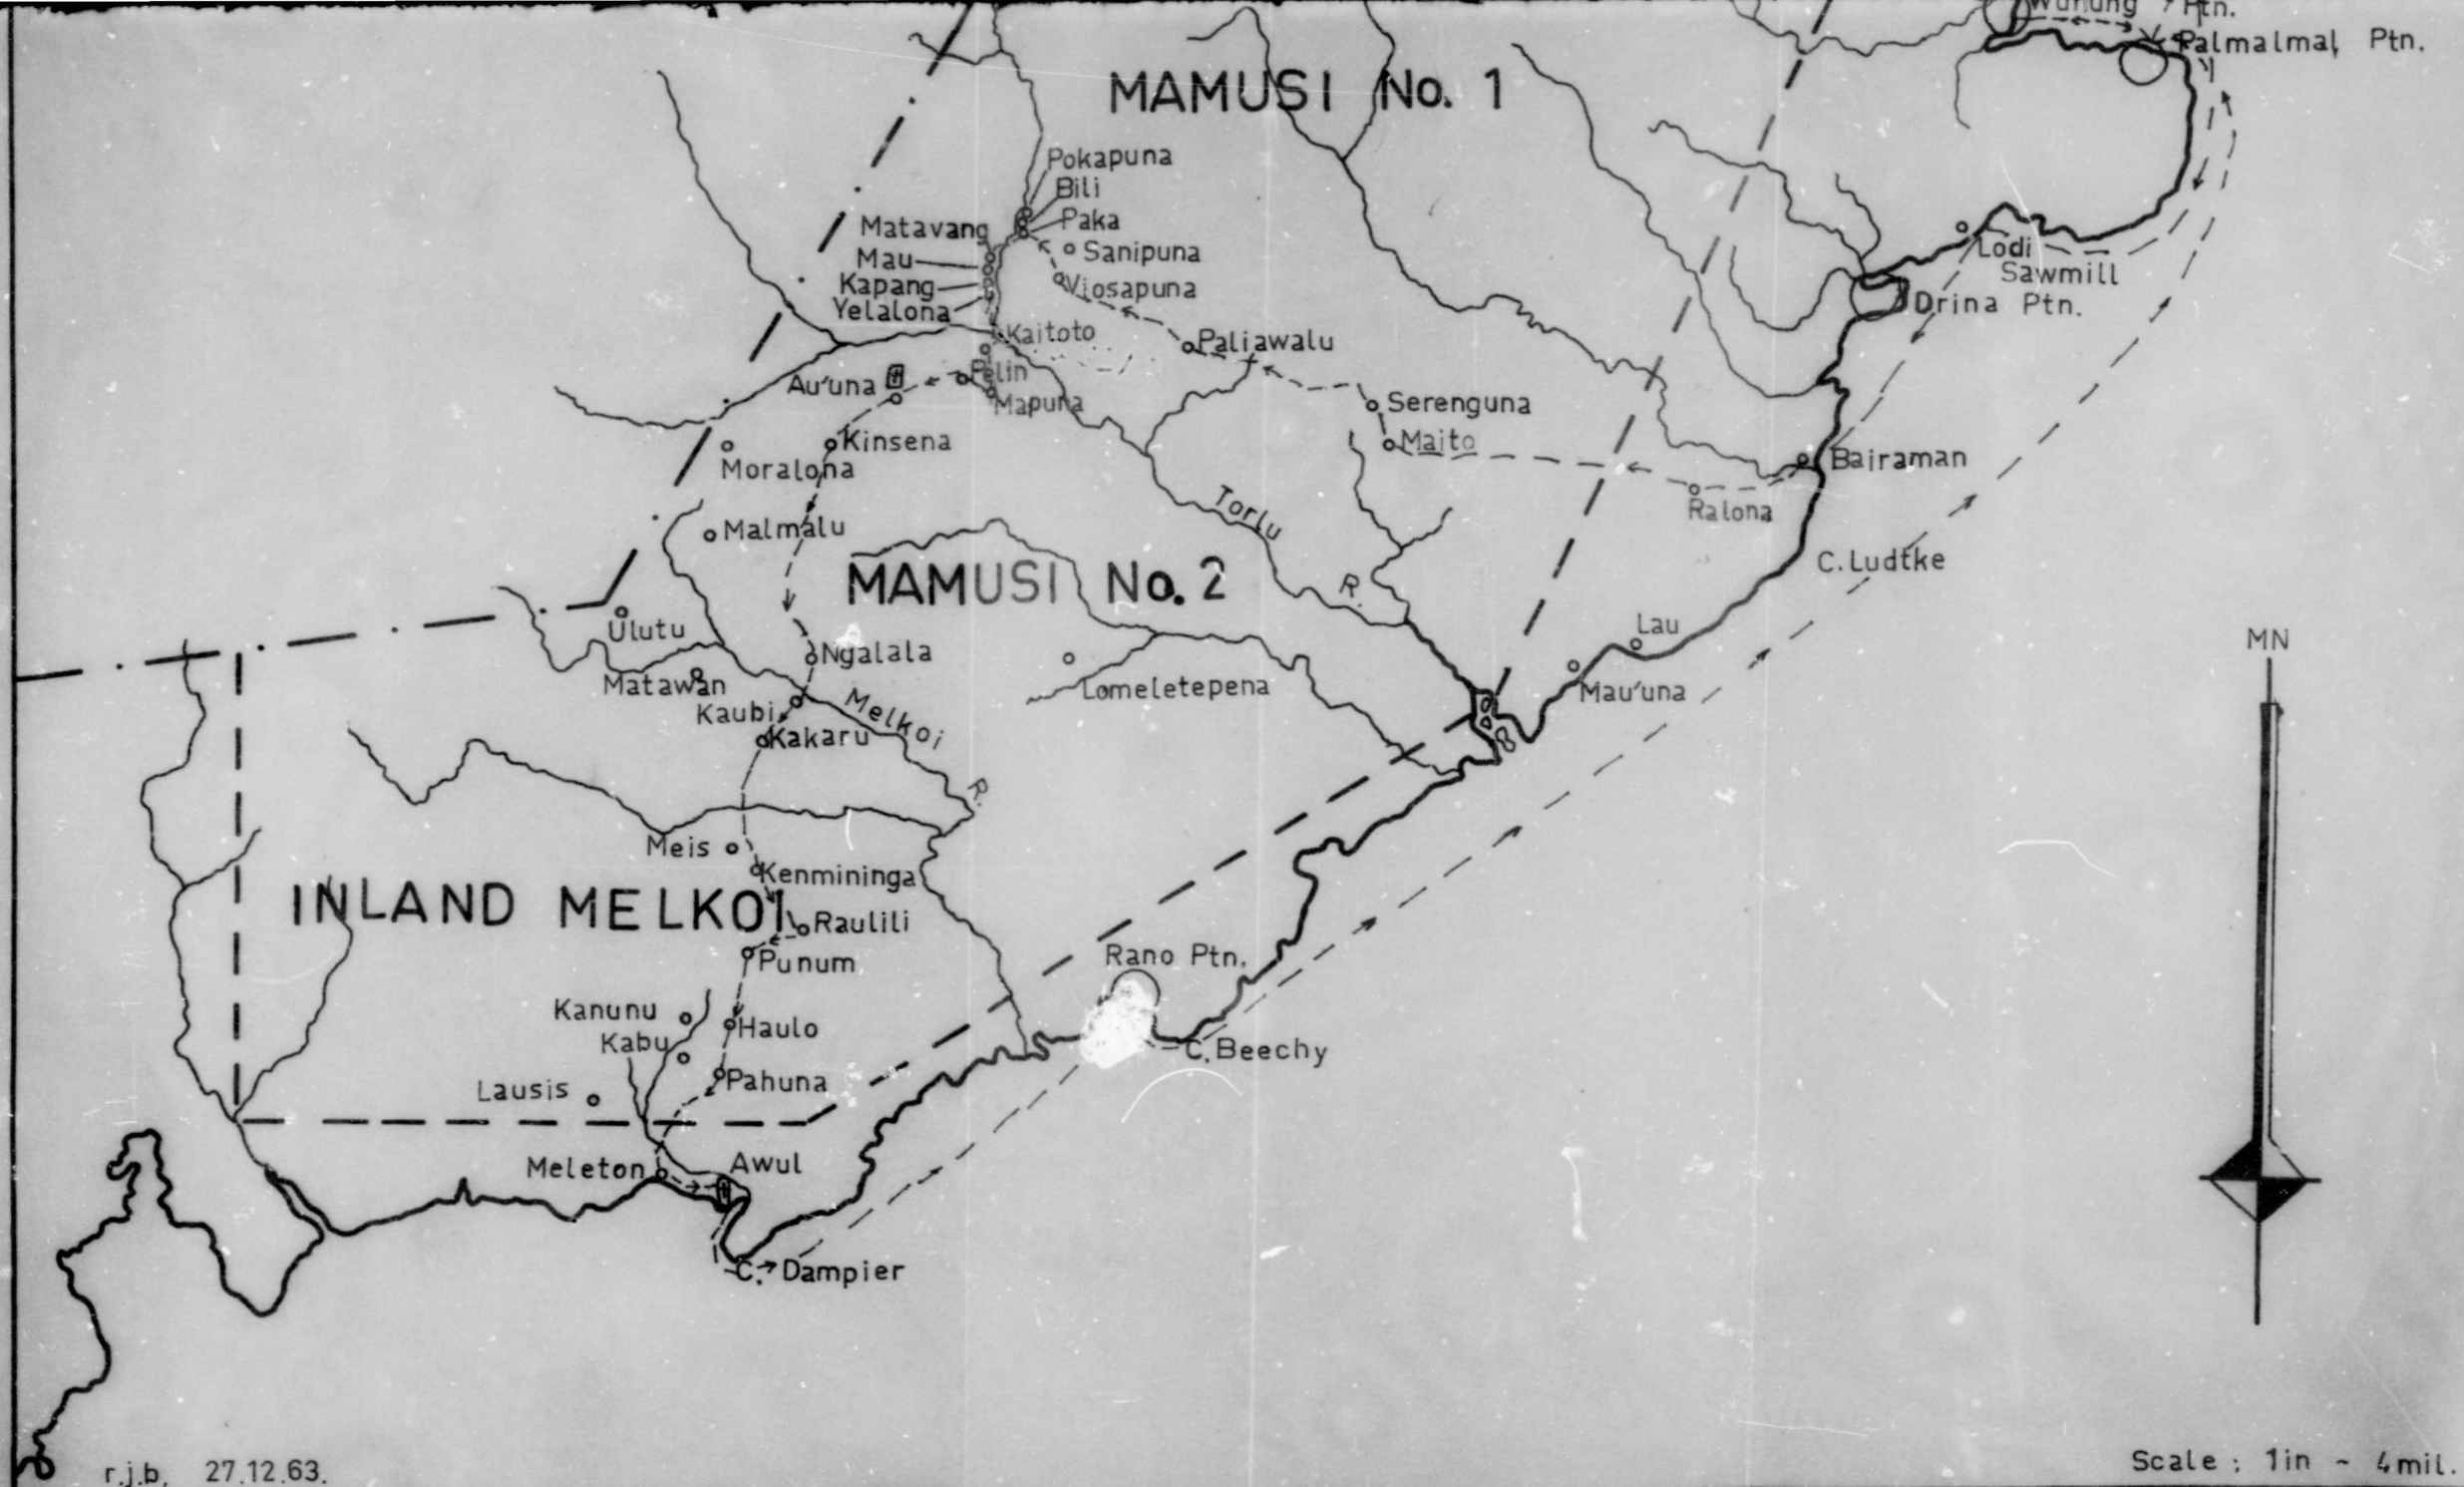 Wunung Ptn.
Palmalmal Ptn.
MAMUSI No. 1
Pokapuna
Bili
Paka
Matavang
Sanipuna
Mau
Kapang
Viosapuna
Yelalona
Kaitoto
Paliawalu
Lodi
Sawmill
Drina Ptn.
Au'una
Pelin
Mapuna
Serenguna
Maito
Kinsena
Moralona
Bairaman
Ralona
Torlu R.
Malmalu
C. Ludtke
MAMUSI No. 2
Ulutu
Lau
MN
Ngalala
Matawan
Lomeletepena
Mau'una
Kaubi
Melkoi R.
Kakaru
Meis
Kenmininga
INLAND MELKOI
Raulili
Punum
Rano Ptn.
Kanunu
Haulo
Kabu
C. Beechy
Pahuna
Lausis
Meleton
Awul
C. Dampier
r.j.b. 27.12.63.
Scale : 1in ~ 4mil.